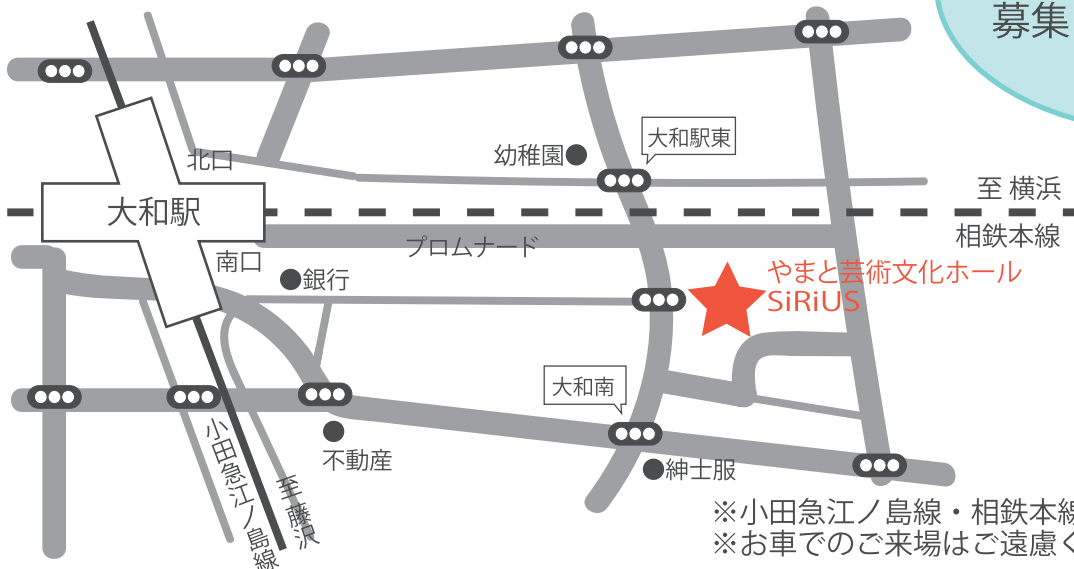 募集
大和駅東
幼稚園
北口
至 横浜
大和駅
相鉄本線
プロムナード
南口
やまと芸術文化ホール
SiRiUS
銀行
大和南
不動産
紳士服
小田急江ノ島線
至藤沢
※小田急江ノ島線・相鉄本線
※お車でのご来場はご遠慮く